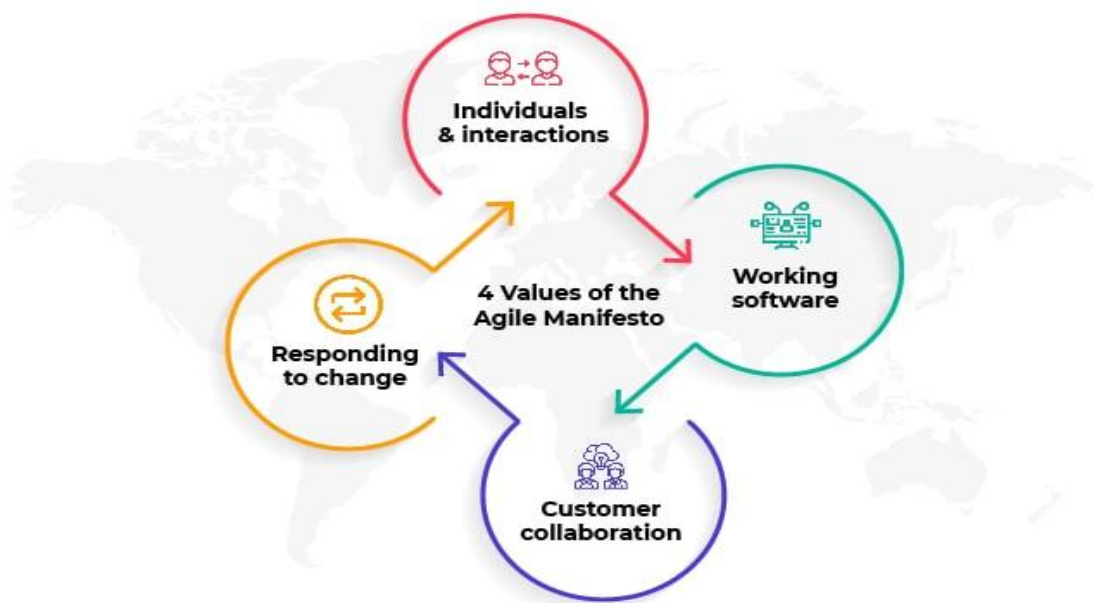 Individuals
& interactions
Working
software
4 Values of the
Agile Manifesto
Responding
to change
Customer
collaboration